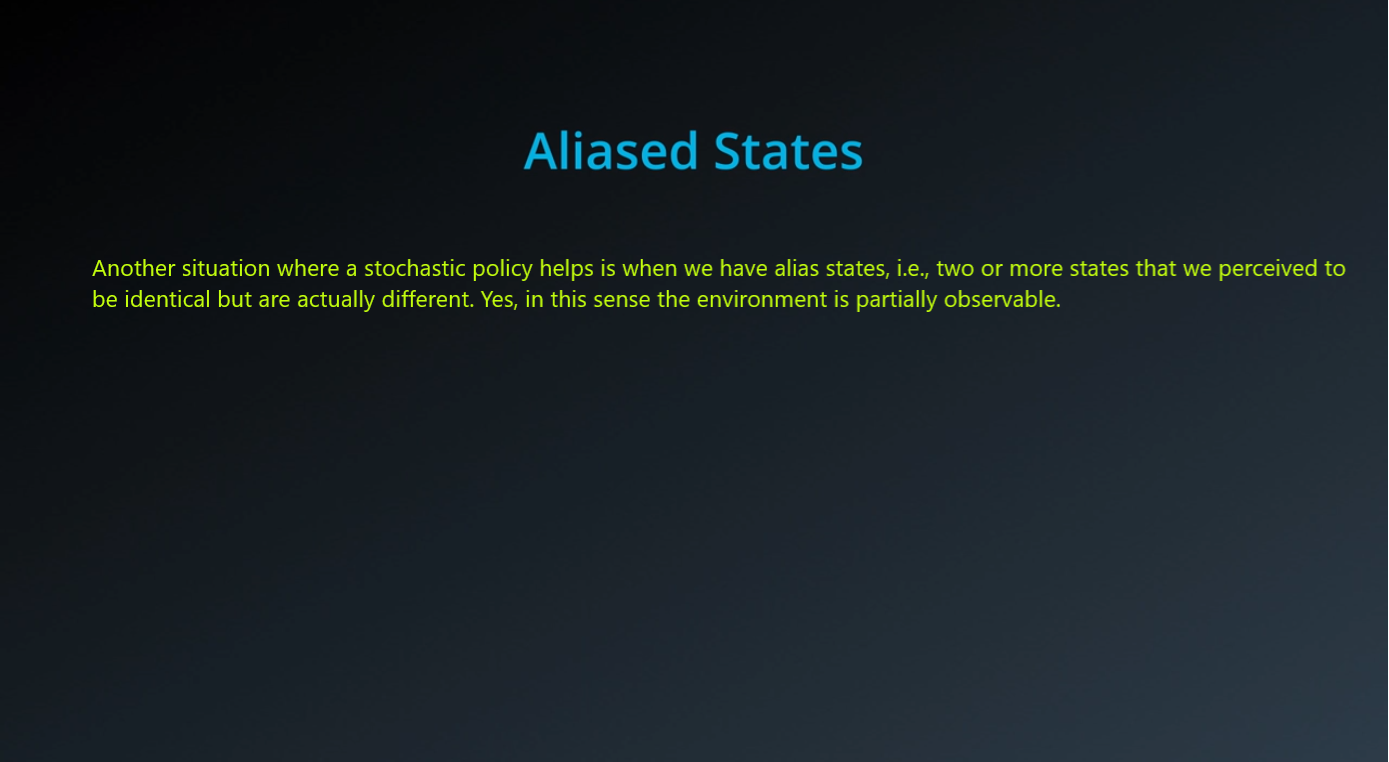 Aliased States
Another situation where a stochastic policy helps is when we have alias states, i.e., two or more states that we perceived to
be identical but are actually different. Yes, in this sense the environment is partially observable.